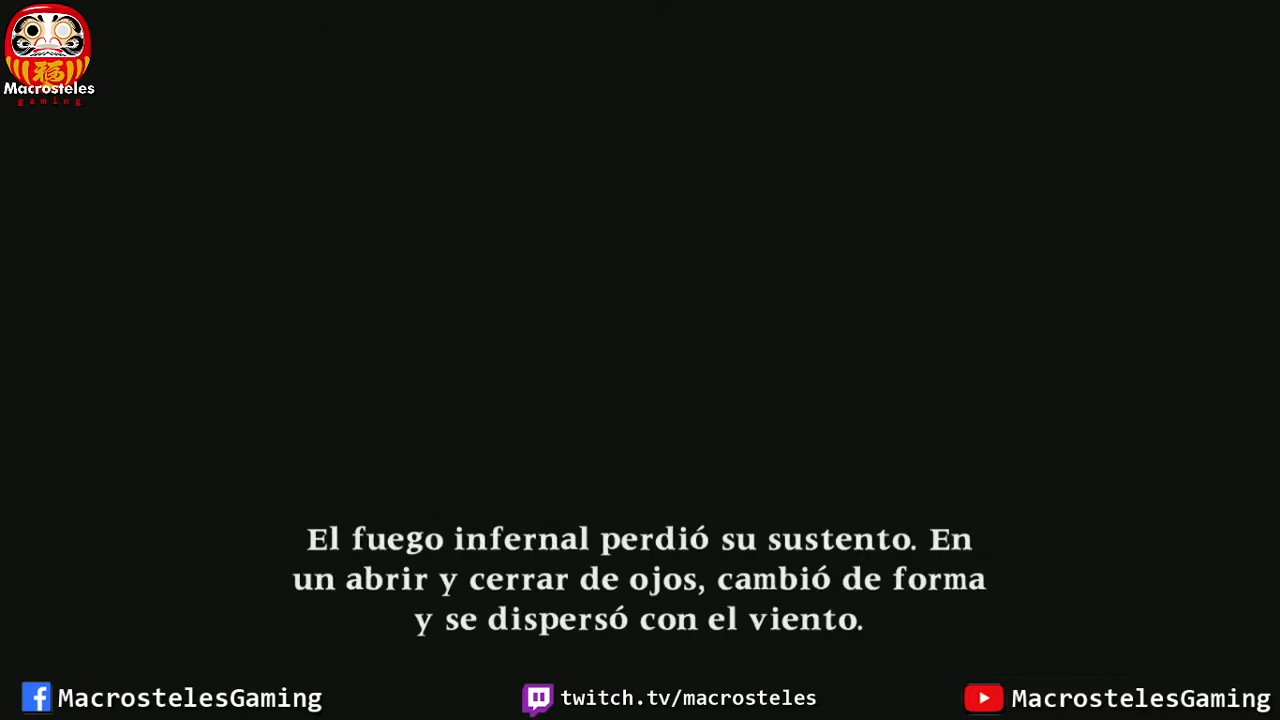 福
Macrosteles
gaming
El fuego infernal perdió su sustento. En
un abrir y cerrar de ojos, cambió de forma
y se dispersó con el viento.
MacrostelesGaming
twitch.tv/macrosteles
MacrostelesGaming